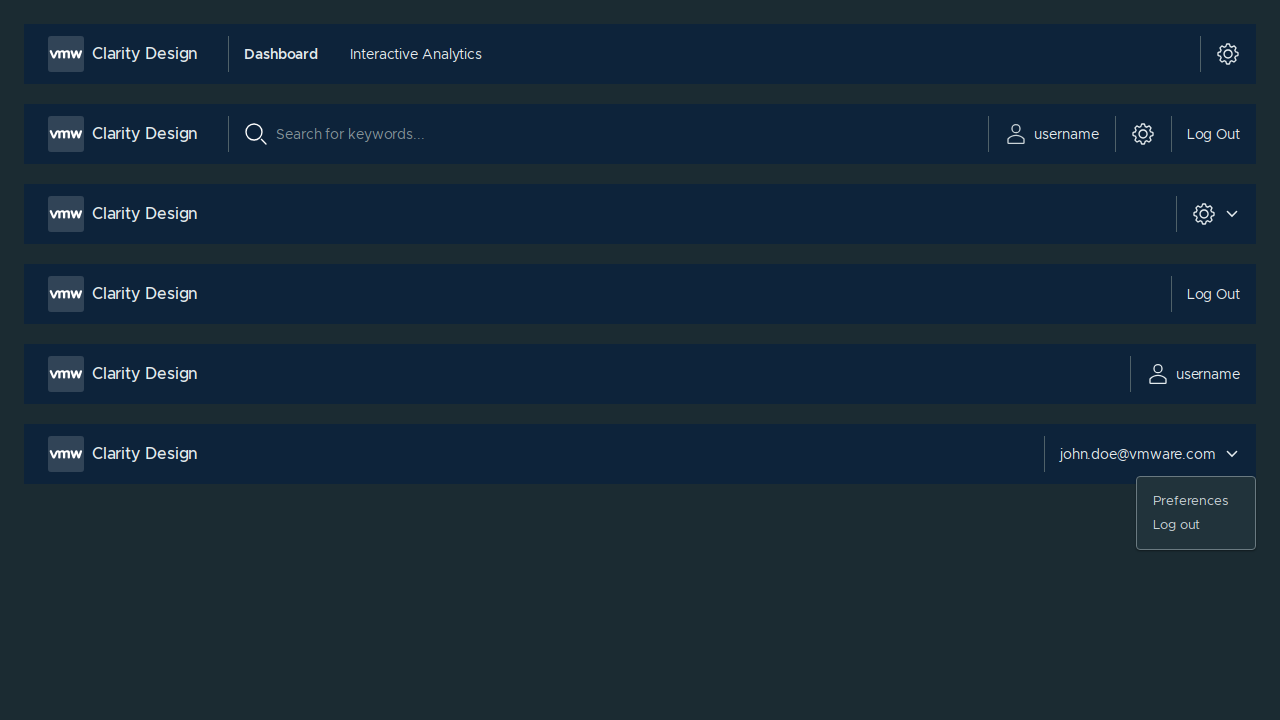 vmw Clarity Design Dashboard Interactive Analytics
vmw Clarity Design Search for keywords... username Log Out
vmw Clarity Design
vmw Clarity Design Log Out
vmw Clarity Design username
vmw Clarity Design john.doe@vmware.com
Preferences
Log out